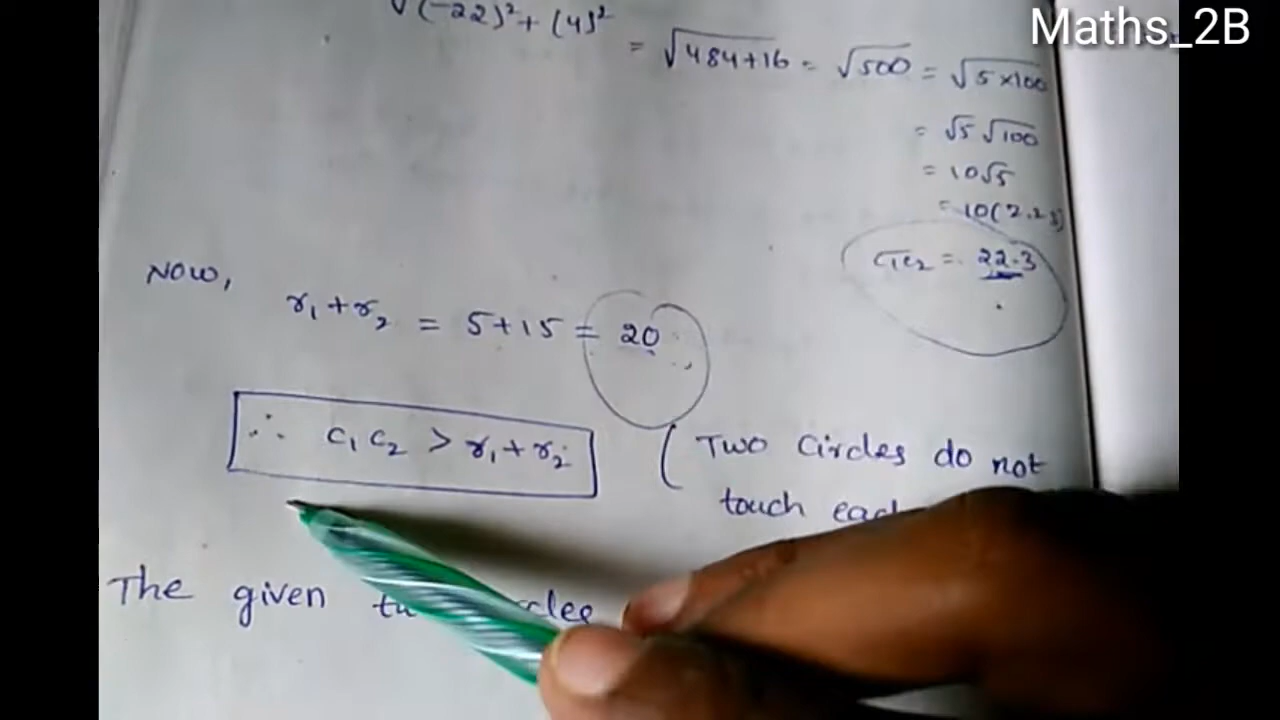 Maths_2B
√(-22)²+(4)² = √484+16 = √500 = √5×100
= √5 √100
= 10√5
= 10(2.23)
C₁C₂ = 22.3
Now,
r₁+r₂ = 5+15 = 20
∴ C₁C₂ > r₁+r₂ (Two Circles do not
touch each
The given